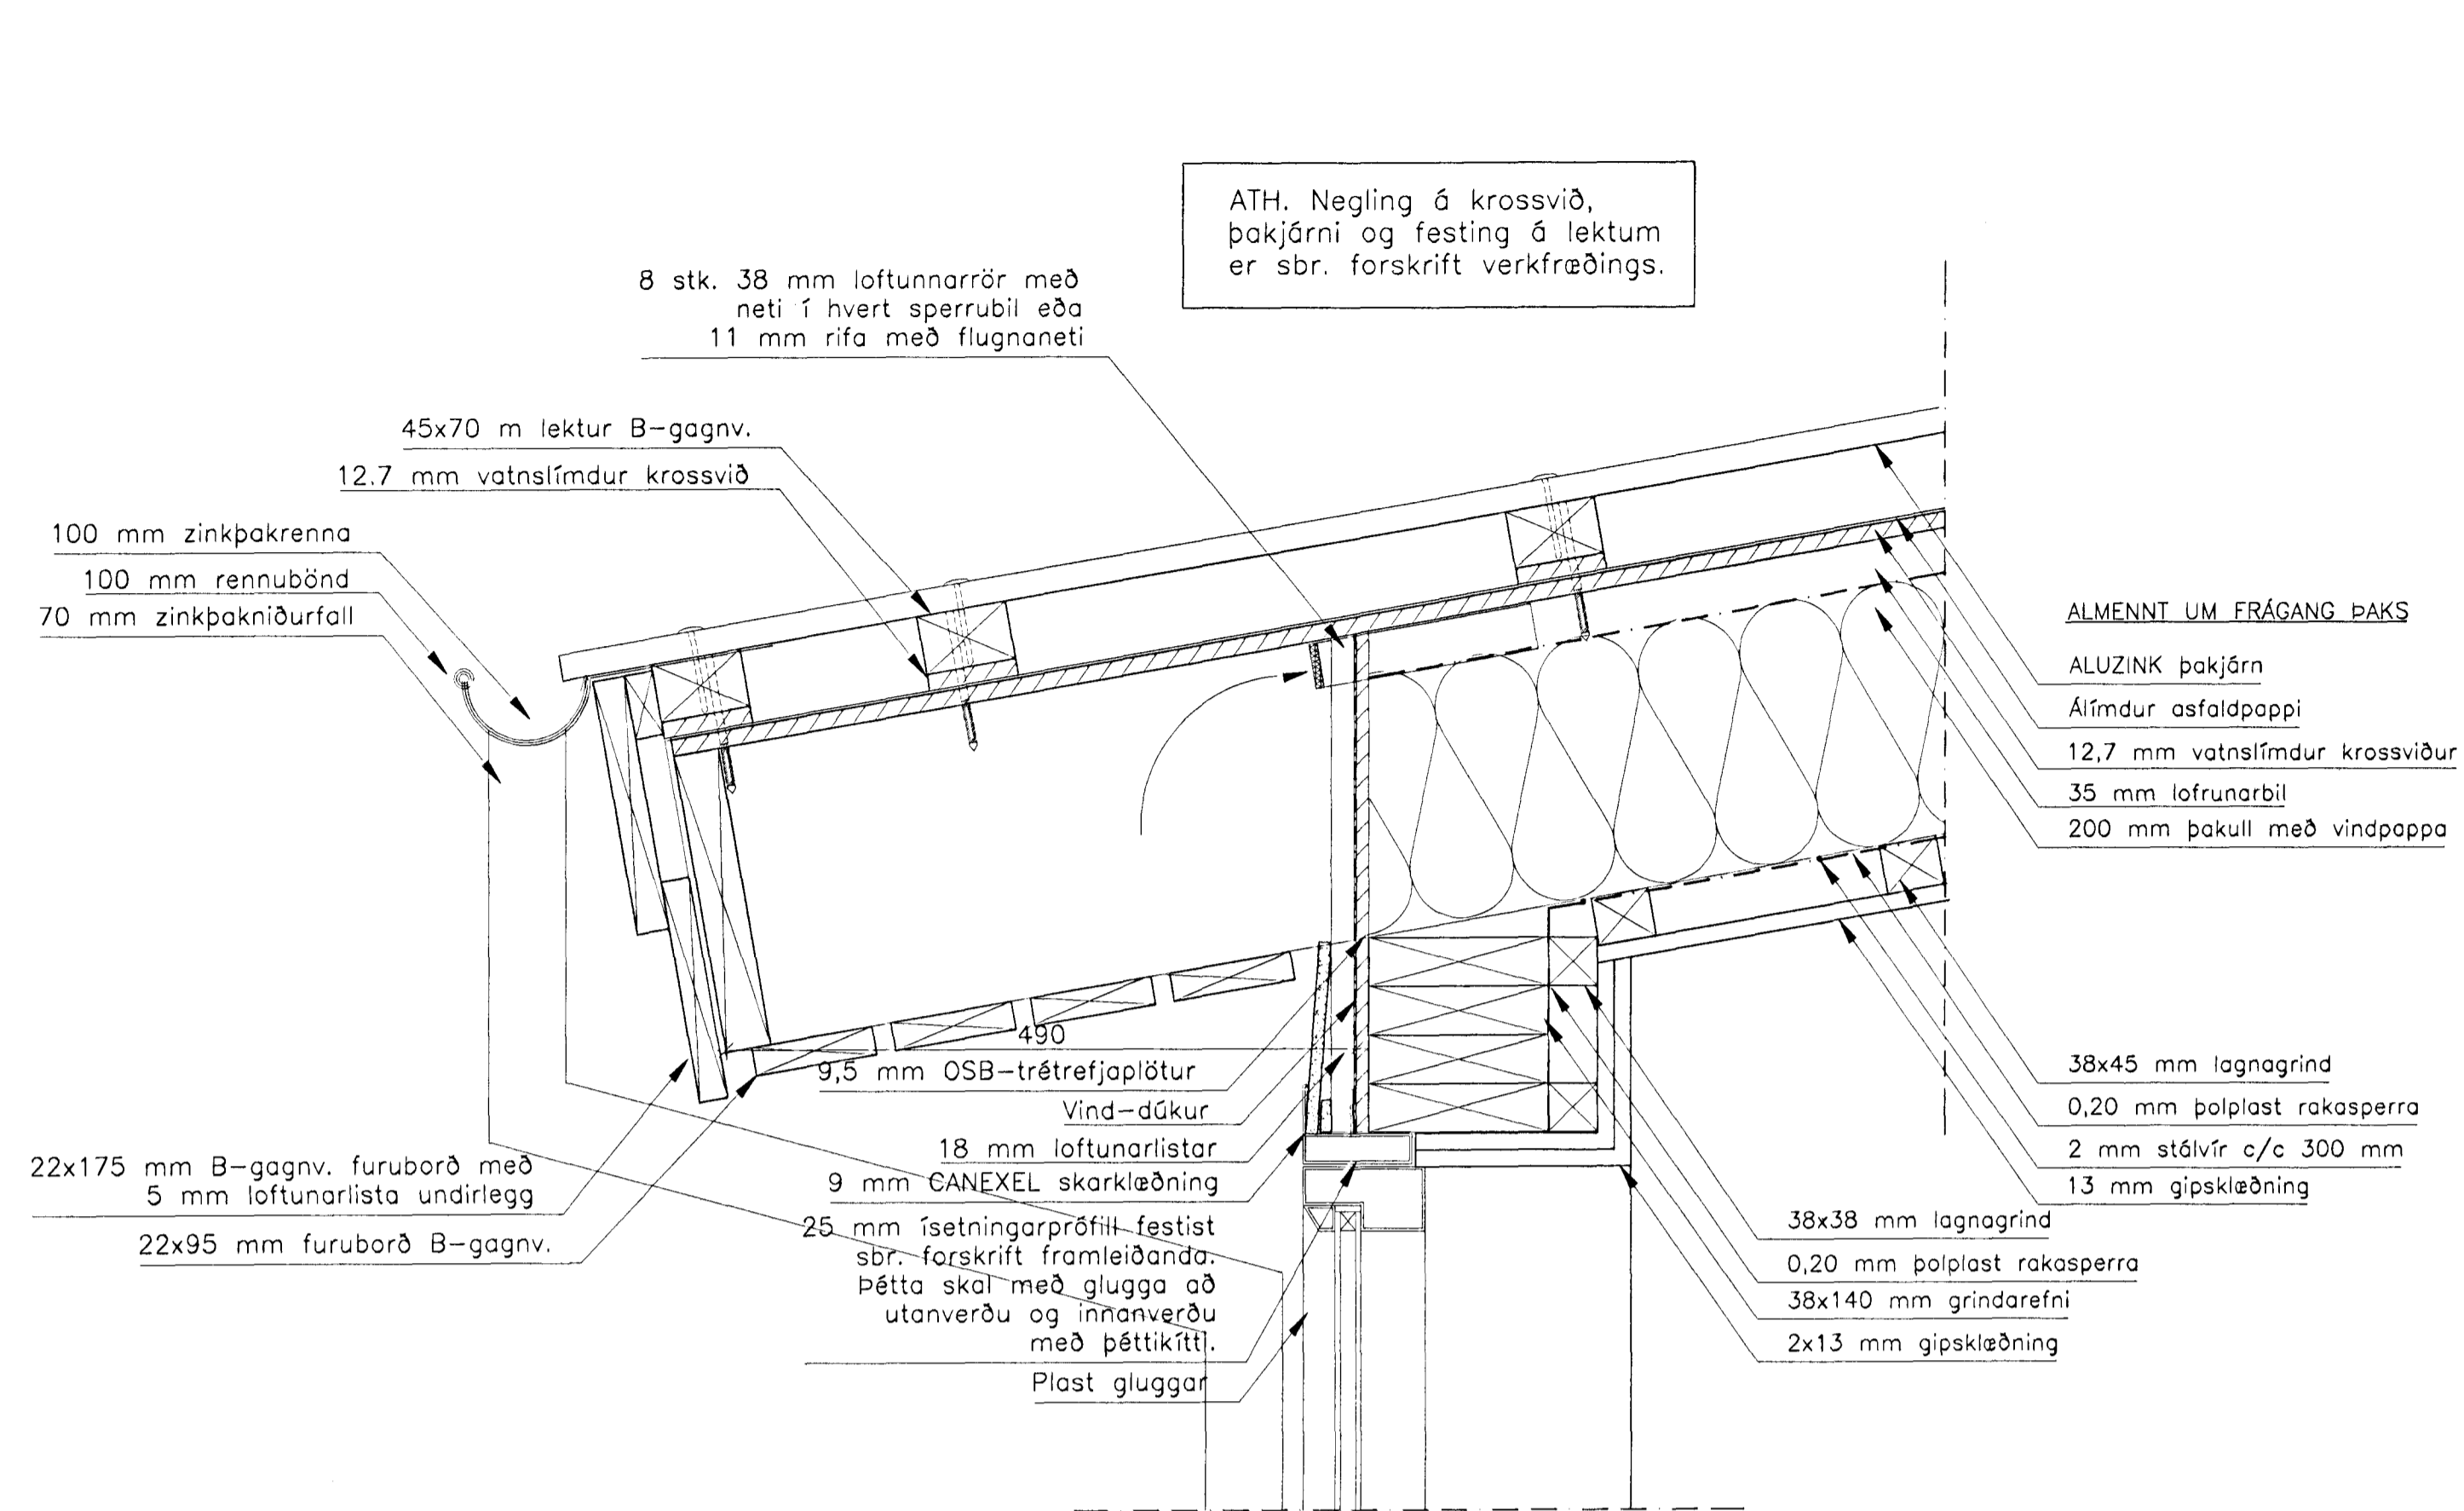 ATH. Negling á krossvið,
þakjárni og festing á lektum
er sbr. forskrift verkfræðings.
8 stk. 38 mm loftunnarrör með
neti í hvert sperrubil eða
11 mm rifa með flugnaneti
45x70 m lektur B-gagnv.
12.7 mm vatnslímdur krossvið
100 mm zinkþakrenna
100 mm rennubönd
70 mm zinkþakniðurfall
ALMENNT UM FRÁGANG ÞAKS
ALUZINK þakjárn
Álímdur asfaldpappi
12,7 mm vatnslímdur krossviður
35 mm lofrunarbil
200 mm þakull með vindpappa
490
9,5 mm OSB-trétrefjaplötur
Vind-dúkur
18 mm loftunarlistar
9 mm CANEXEL skarklæðning
22x175 mm B-gagnv. furuborð með
5 mm loftunarlista undirlegg
22x95 mm furuborð B-gagnv.
25 mm ísetningarprófill festist
sbr. forskrift framleiðanda.
Þétta skal með glugga að
utanverðu og innanverðu
með þéttikítti.
Plast gluggar
38x45 mm lagnagrind
0,20 mm þolplast rakasperra
2 mm stálvír c/c 300 mm
13 mm gipsklæðning
38x38 mm lagnagrind
0,20 mm þolplast rakasperra
38x140 mm grindarefni
2x13 mm gipsklæðning